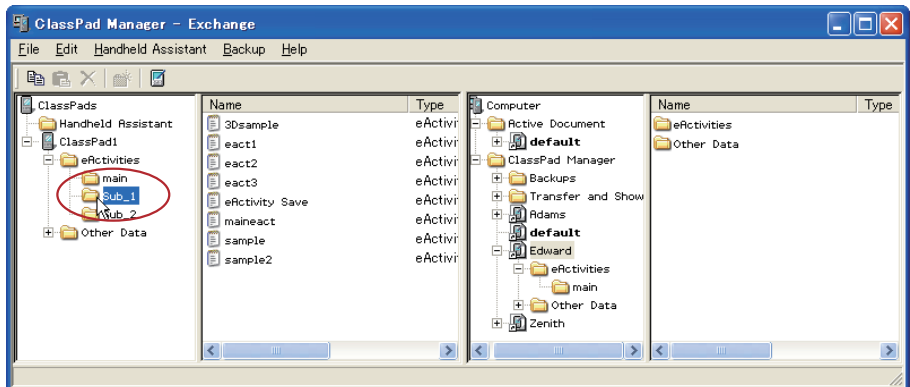 ClassPad Manager - Exchange
File Edit Handheld Assistant Backup Help
ClassPads
Handheld Assistant
ClassPad1
eActivities
main
Sub_1
Sub_2
Other Data
Name Type
3Dsample eActivi
eact1 eActivi
eact2 eActivi
eact3 eActivi
eActivity Save eActivi
maineact eActivi
sample eActivi
sample2 eActivi
Computer
Active Document
default
ClassPad Manager
Backups
Transfer and Show
Adams
default
Edward
eActivities
main
Other Data
Zenith
Name Type
eActivities
Other Data